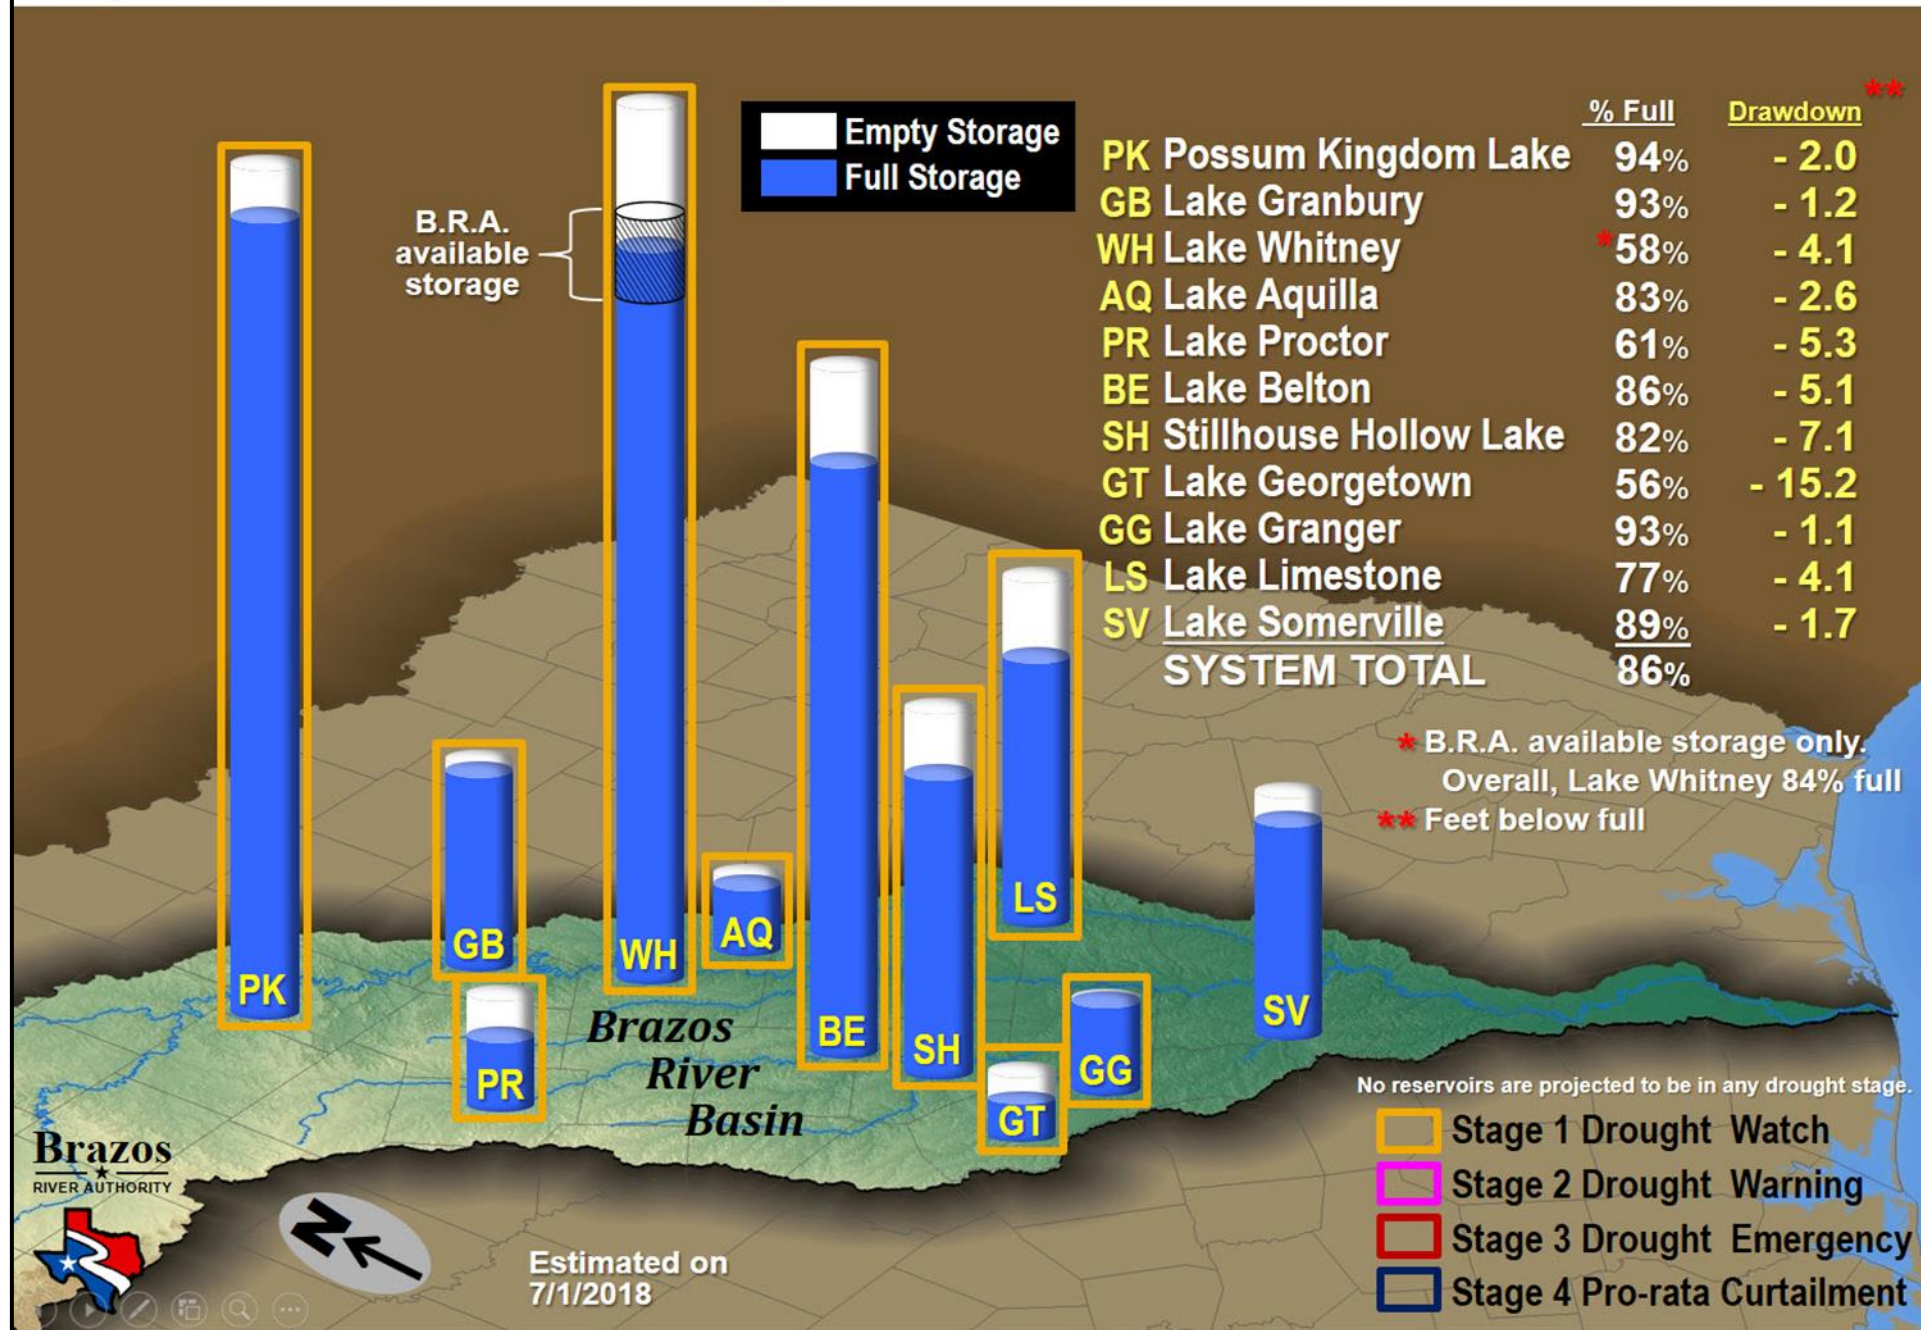 Empty Storage
Full Storage
B.R.A.
available
storage
% Full Drawdown **
PK Possum Kingdom Lake 94% - 2.0
GB Lake Granbury 93% - 1.2
WH Lake Whitney *58% - 4.1
AQ Lake Aquilla 83% - 2.6
PR Lake Proctor 61% - 5.3
BE Lake Belton 86% - 5.1
SH Stillhouse Hollow Lake 82% - 7.1
GT Lake Georgetown 56% - 15.2
GG Lake Granger 93% - 1.1
LS Lake Limestone 77% - 4.1
SV Lake Somerville 89% - 1.7
SYSTEM TOTAL 86%
* B.R.A. available storage only.
Overall, Lake Whitney 84% full
** Feet below full
PK
GB
WH
AQ
PR
BE
SH
LS
GT
GG
SV
Brazos
River
Basin
No reservoirs are projected to be in any drought stage.
Stage 1 Drought Watch
Stage 2 Drought Warning
Stage 3 Drought Emergency
Stage 4 Pro-rata Curtailment
Brazos
RIVER AUTHORITY
N
Estimated on
7/1/2018